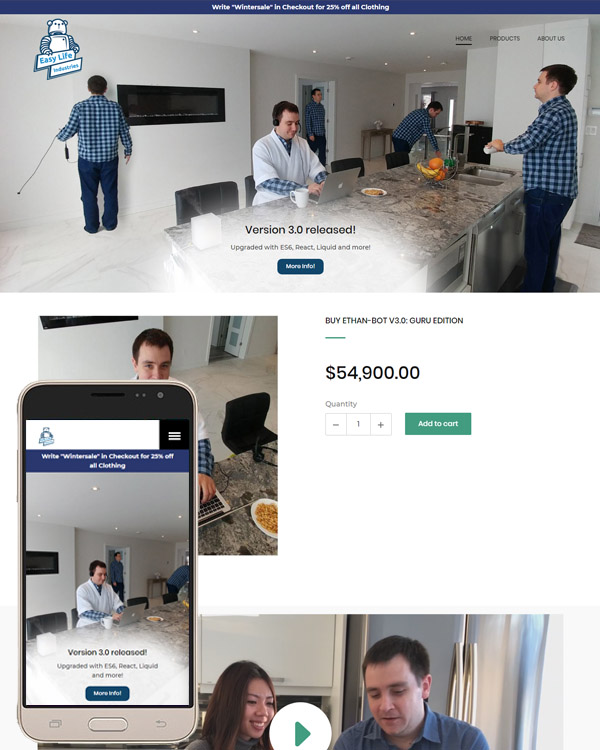 Write "Wintersale" in Checkout for 25% off all Clothing
Easy Life
Industries
HOME
PRODUCTS
ABOUT US
Version 3.0 released!
Upgraded with ES6, React, Liquid and more!
More Info!
BUY ETHAN-BOT V3.0: GURU EDITION
$54,900.00
Quantity
− 1 +
Add to cart
Write "Wintersale" in Checkout for 25% off
all Clothing
Version 3.0 released!
Upgraded with ES6, React, Liquid
and more!
More Info!